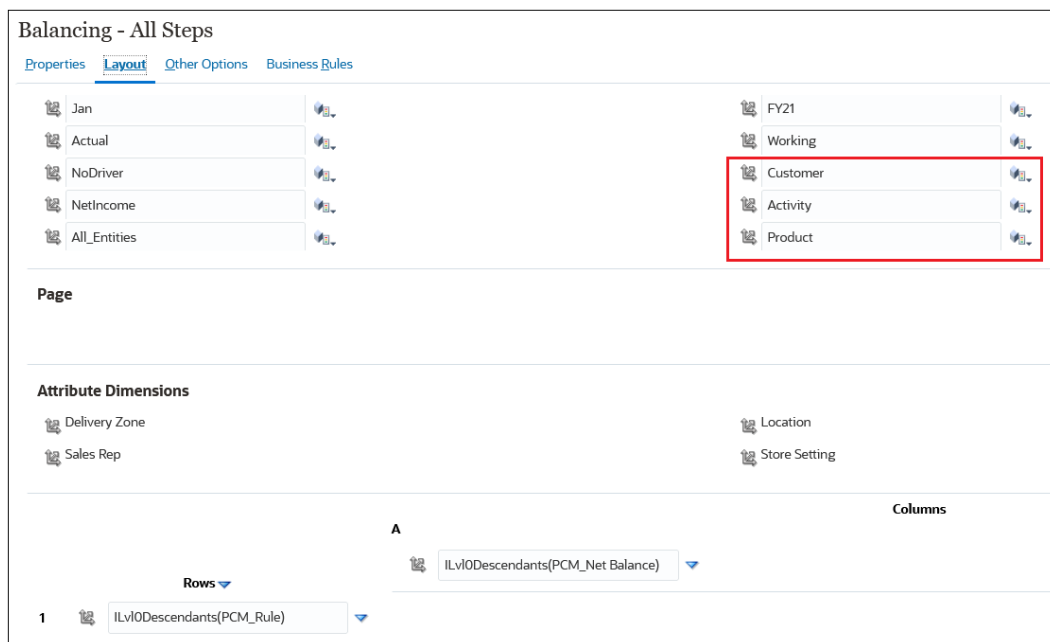 Balancing - All Steps
Properties Layout Other Options Business Rules
Jan FY21
Actual Working
NoDriver Customer
NetIncome Activity
All_Entities Product
Page
Attribute Dimensions
Delivery Zone Location
Sales Rep Store Setting
Columns
A
ILvl0Descendants(PCM_Net Balance)
Rows
1 ILvl0Descendants(PCM_Rule)